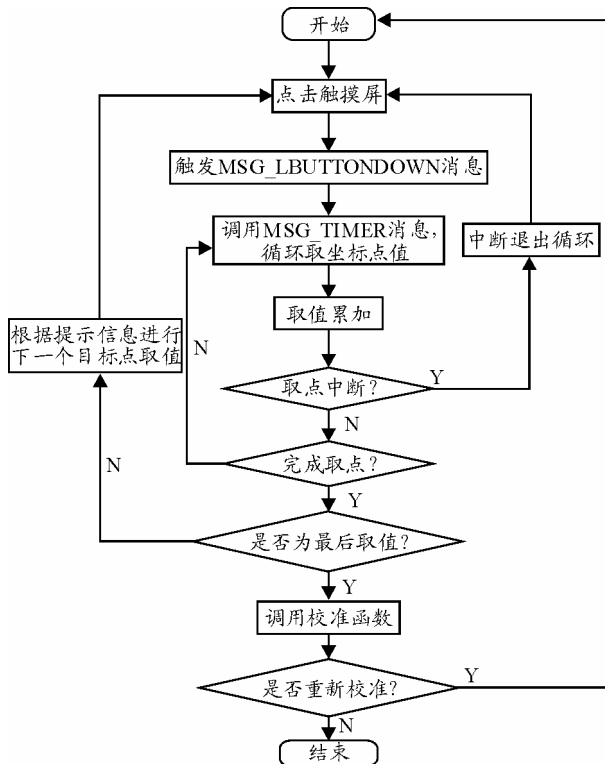 开始
点击触摸屏
触发MSG_LBUTTONDOWN消息
调用MSG_TIMER消息,
循环取坐标点值
中断退出循环
取值累加
根据提示信息进行
下一个目标点取值
N
取点中断?
Y
N
完成取点?
N
Y
是否为最后取值?
Y
调用校准函数
是否重新校准?
Y
N
结束